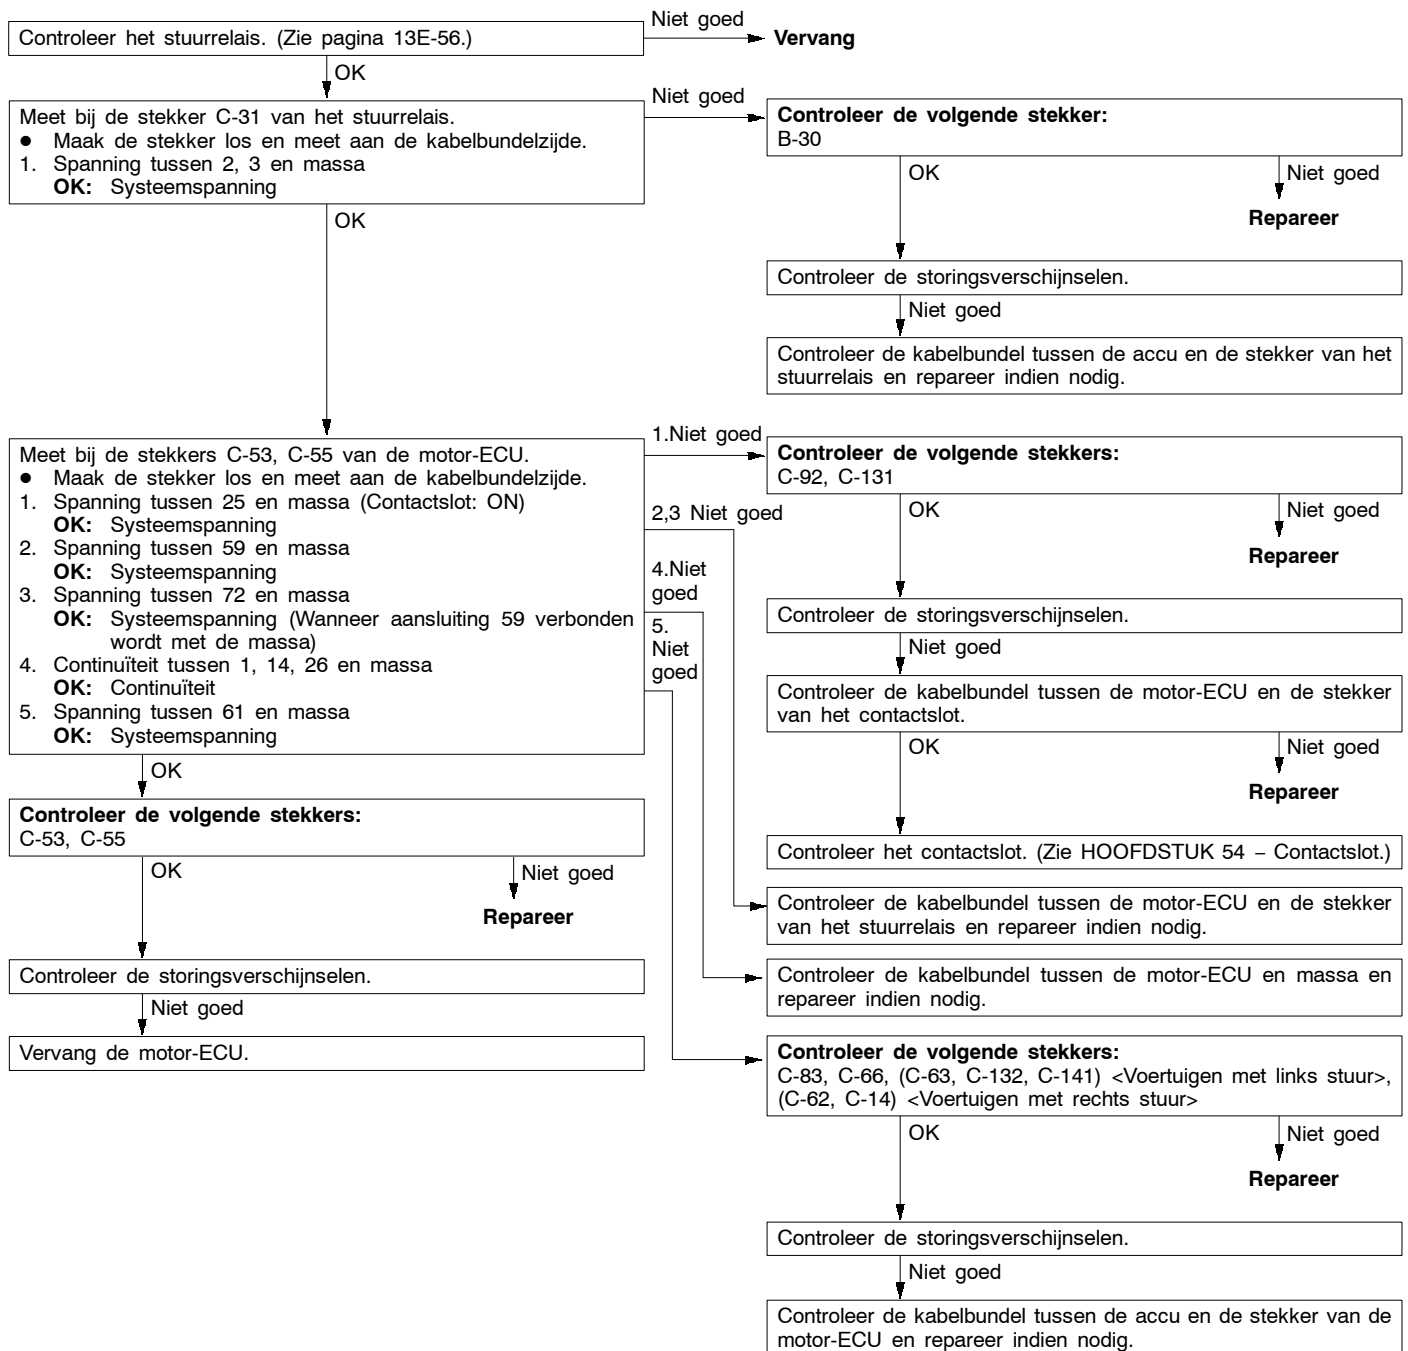 Controleer het stuurrelais. (Zie pagina 13E-56.)
Niet goed
Vervang
OK
Meet bij de stekker C-31 van het stuurrelais.
● Maak de stekker los en meet aan de kabelbundelzijde.
1. Spanning tussen 2, 3 en massa
OK: Systeemspanning
Niet goed
Controleer de volgende stekker:
B-30
OK
Niet goed
Repareer
OK
Controleer de storingsverschijnselen.
Niet goed
Controleer de kabelbundel tussen de accu en de stekker van het
stuurrelais en repareer indien nodig.
Meet bij de stekkers C-53, C-55 van de motor-ECU.
● Maak de stekker los en meet aan de kabelbundelzijde.
1. Spanning tussen 25 en massa (Contactslot: ON)
OK: Systeemspanning
2. Spanning tussen 59 en massa
OK: Systeemspanning
3. Spanning tussen 72 en massa
OK: Systeemspanning (Wanneer aansluiting 59 verbonden
wordt met de massa)
4. Continuïteit tussen 1, 14, 26 en massa
OK: Continuïteit
5. Spanning tussen 61 en massa
OK: Systeemspanning
1.Niet goed
2,3 Niet goed
4.Niet
goed
5.
Niet
goed
Controleer de volgende stekkers:
C-92, C-131
OK
Niet goed
Repareer
Controleer de storingsverschijnselen.
Niet goed
Controleer de kabelbundel tussen de motor-ECU en de stekker
van het contactslot.
OK
Niet goed
Repareer
Controleer het contactslot. (Zie HOOFDSTUK 54 – Contactslot.)
OK
Controleer de volgende stekkers:
C-53, C-55
OK
Niet goed
Repareer
Controleer de storingsverschijnselen.
Niet goed
Vervang de motor-ECU.
Controleer de kabelbundel tussen de motor-ECU en de stekker
van het stuurrelais en repareer indien nodig.
Controleer de kabelbundel tussen de motor-ECU en massa en
repareer indien nodig.
Controleer de volgende stekkers:
C-83, C-66, (C-63, C-132, C-141) <Voertuigen met links stuur>,
(C-62, C-14) <Voertuigen met rechts stuur>
OK
Niet goed
Repareer
Controleer de storingsverschijnselen.
Niet goed
Controleer de kabelbundel tussen de accu en de stekker van de
motor-ECU en repareer indien nodig.